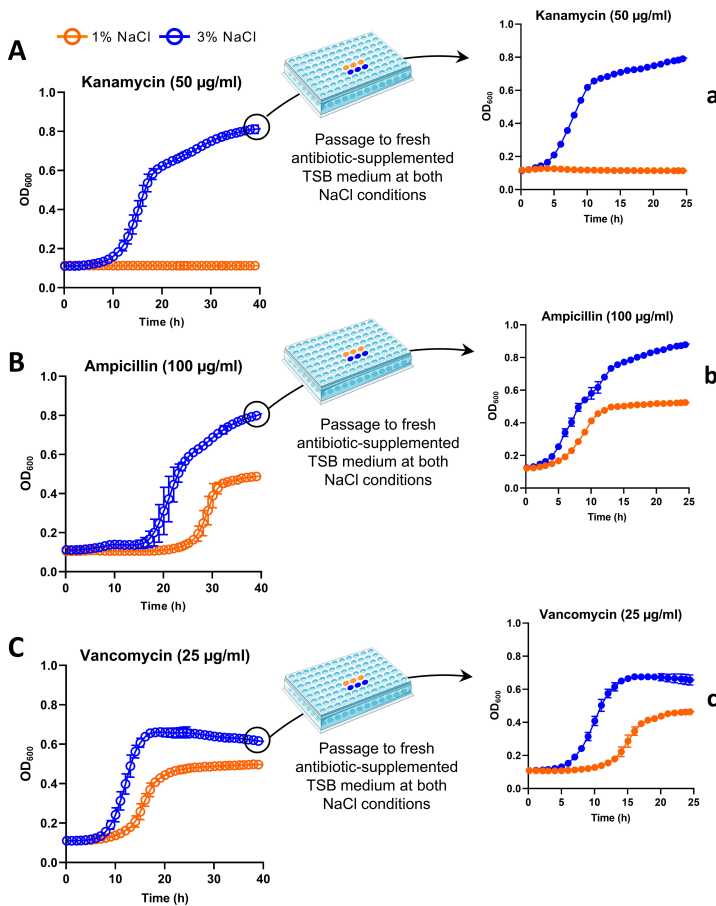 A
1% NaCl
3% NaCl
Kanamycin (50 µg/ml)
1.0
0.8
0.6
0.4
0.2
0.0
OD600
0
10
20
30
40
Time (h)
Passage to fresh
antibiotic-supplemented
TSB medium at both
NaCl conditions
Kanamycin (50 µg/ml)
1.0
0.8
0.6
0.4
0.2
0.0
OD600
0
5
10
15
20
25
Time (h)
a
B
Ampicillin (100 µg/ml)
1.0
0.8
0.6
0.4
0.2
0.0
OD600
0
10
20
30
40
Time (h)
Passage to fresh
antibiotic-supplemented
TSB medium at both
NaCl conditions
Ampicillin (100 µg/ml)
1.0
0.8
0.6
0.4
0.2
0.0
OD600
0
5
10
15
20
25
Time (h)
b
C
Vancomycin (25 µg/ml)
1.0
0.8
0.6
0.4
0.2
0.0
OD600
0
10
20
30
40
Time (h)
Passage to fresh
antibiotic-supplemented
TSB medium at both
NaCl conditions
Vancomycin (25 µg/ml)
1.0
0.8
0.6
0.4
0.2
0.0
OD600
0
5
10
15
20
25
Time (h)
c